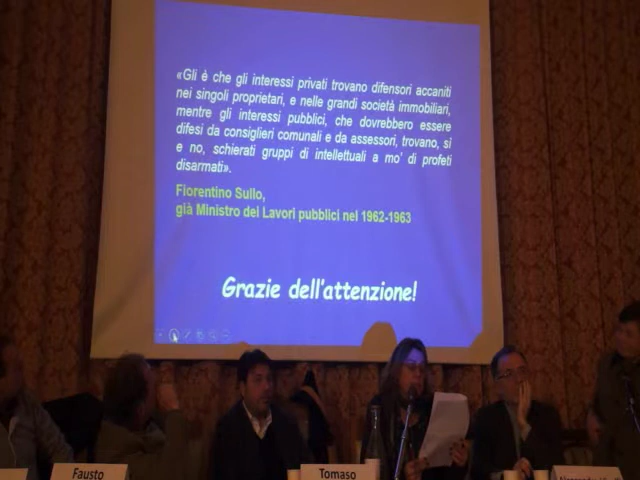 «Gli è che gli interessi privati trovano difensori accaniti
nei singoli proprietari, e nelle grandi società immobiliari,
mentre gli interessi pubblici, che dovrebbero essere
difesi da consiglieri comunali e da assessori, trovano, sì
e no, schierati gruppi di intellettuali a mo' di profeti
disarmati».
Fiorentino Sullo,
già Ministro dei Lavori pubblici nel 1962-1963
Grazie dell'attenzione!
Fausto
Tomaso